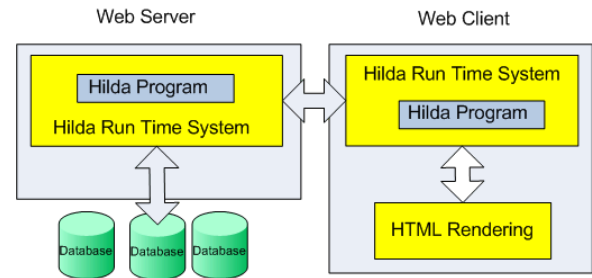 Web Server
Web Client
Hilda Program
Hilda Run Time System
Hilda Run Time System
Hilda Program
HTML Rendering
Database
Database
Database